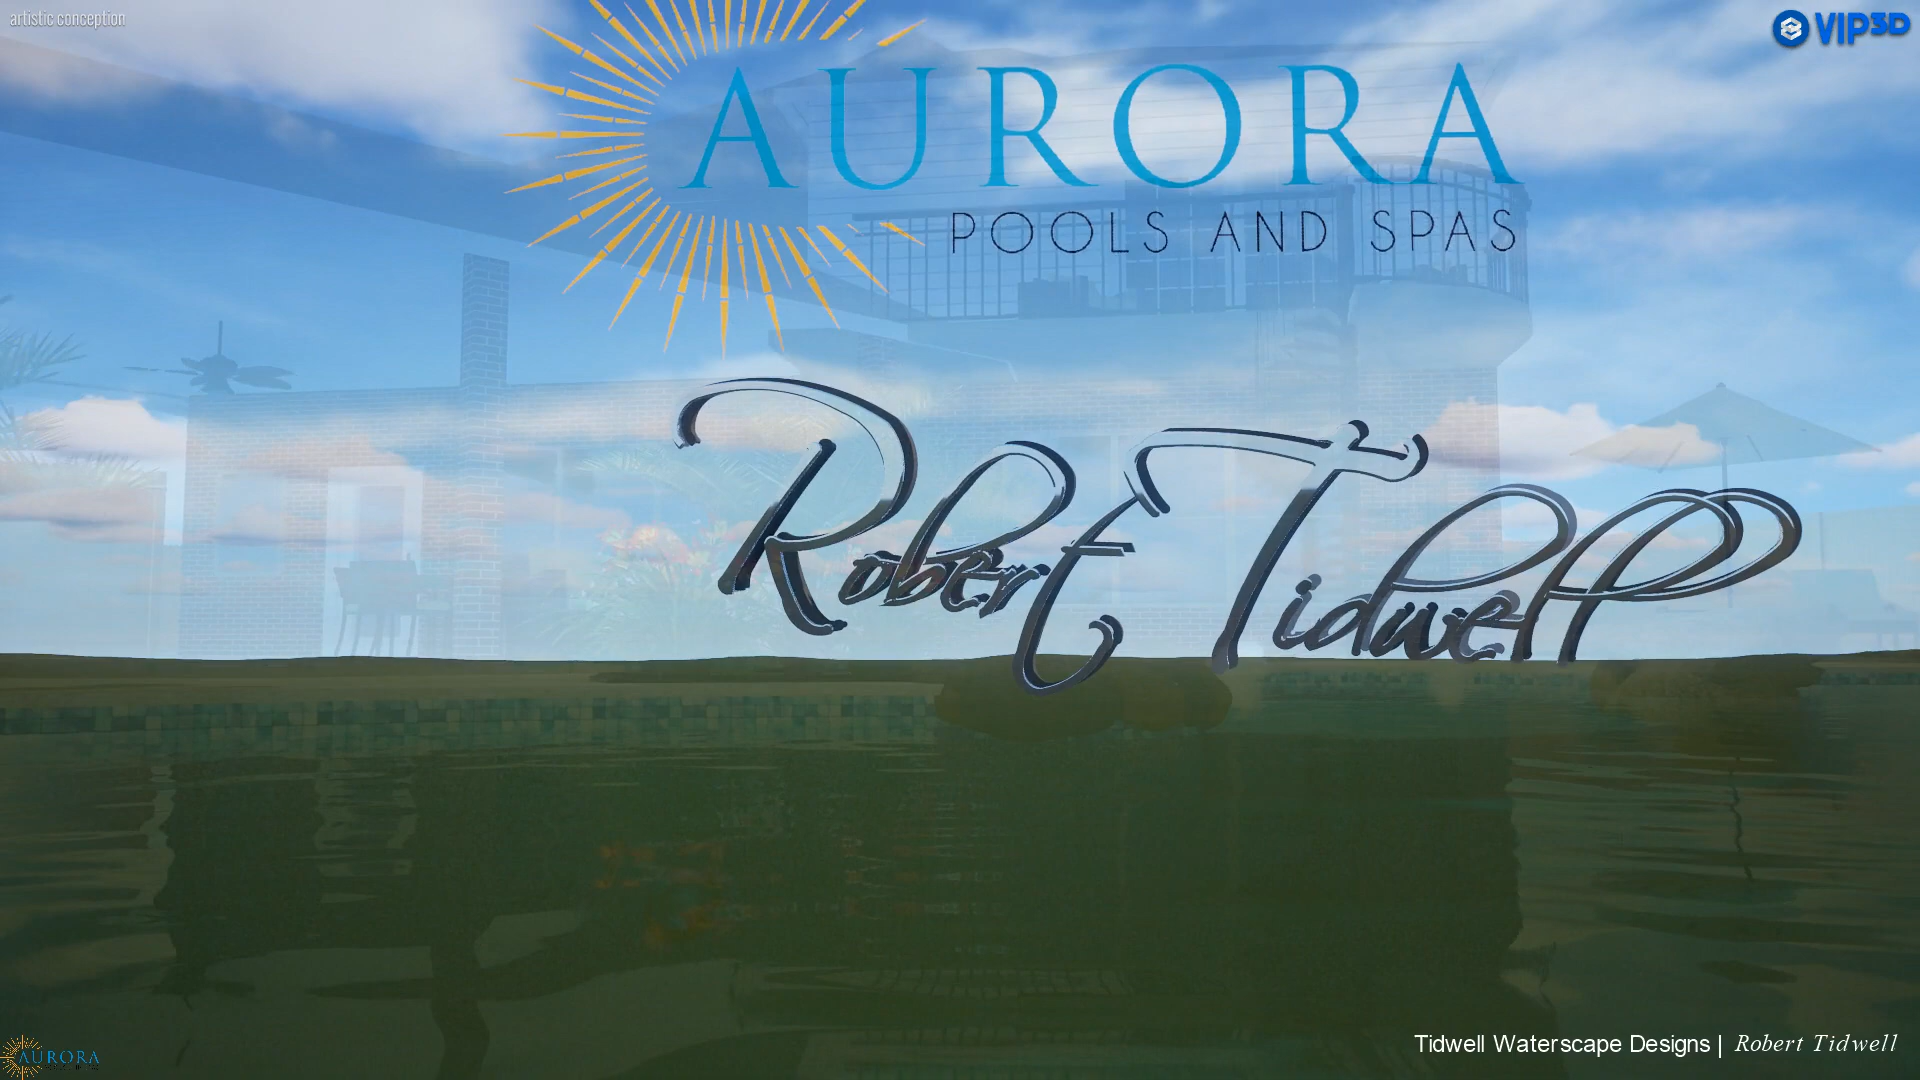 artistic conception
VIP3D
AURORA
POOLS AND SPAS
Robert Tidwell
Tidwell Waterscape Designs | Robert Tidwell
AURORA